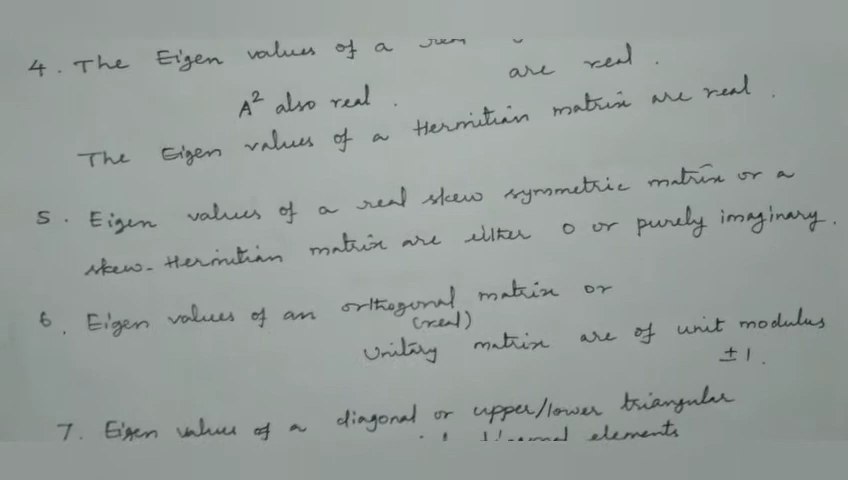 4. The Eigen values of a
are real.
A² also real.
The Eigen values of a Hermitian matrix are real.
5. Eigen values of a real skew symmetric matrix or a
skew-Hermitian matrix are either 0 or purely imaginary.
6. Eigen values of an orthogonal matrix or
(real)
Unitary matrix are of unit modulus
±1.
7. Eigen values of a diagonal or upper/lower triangular
elements